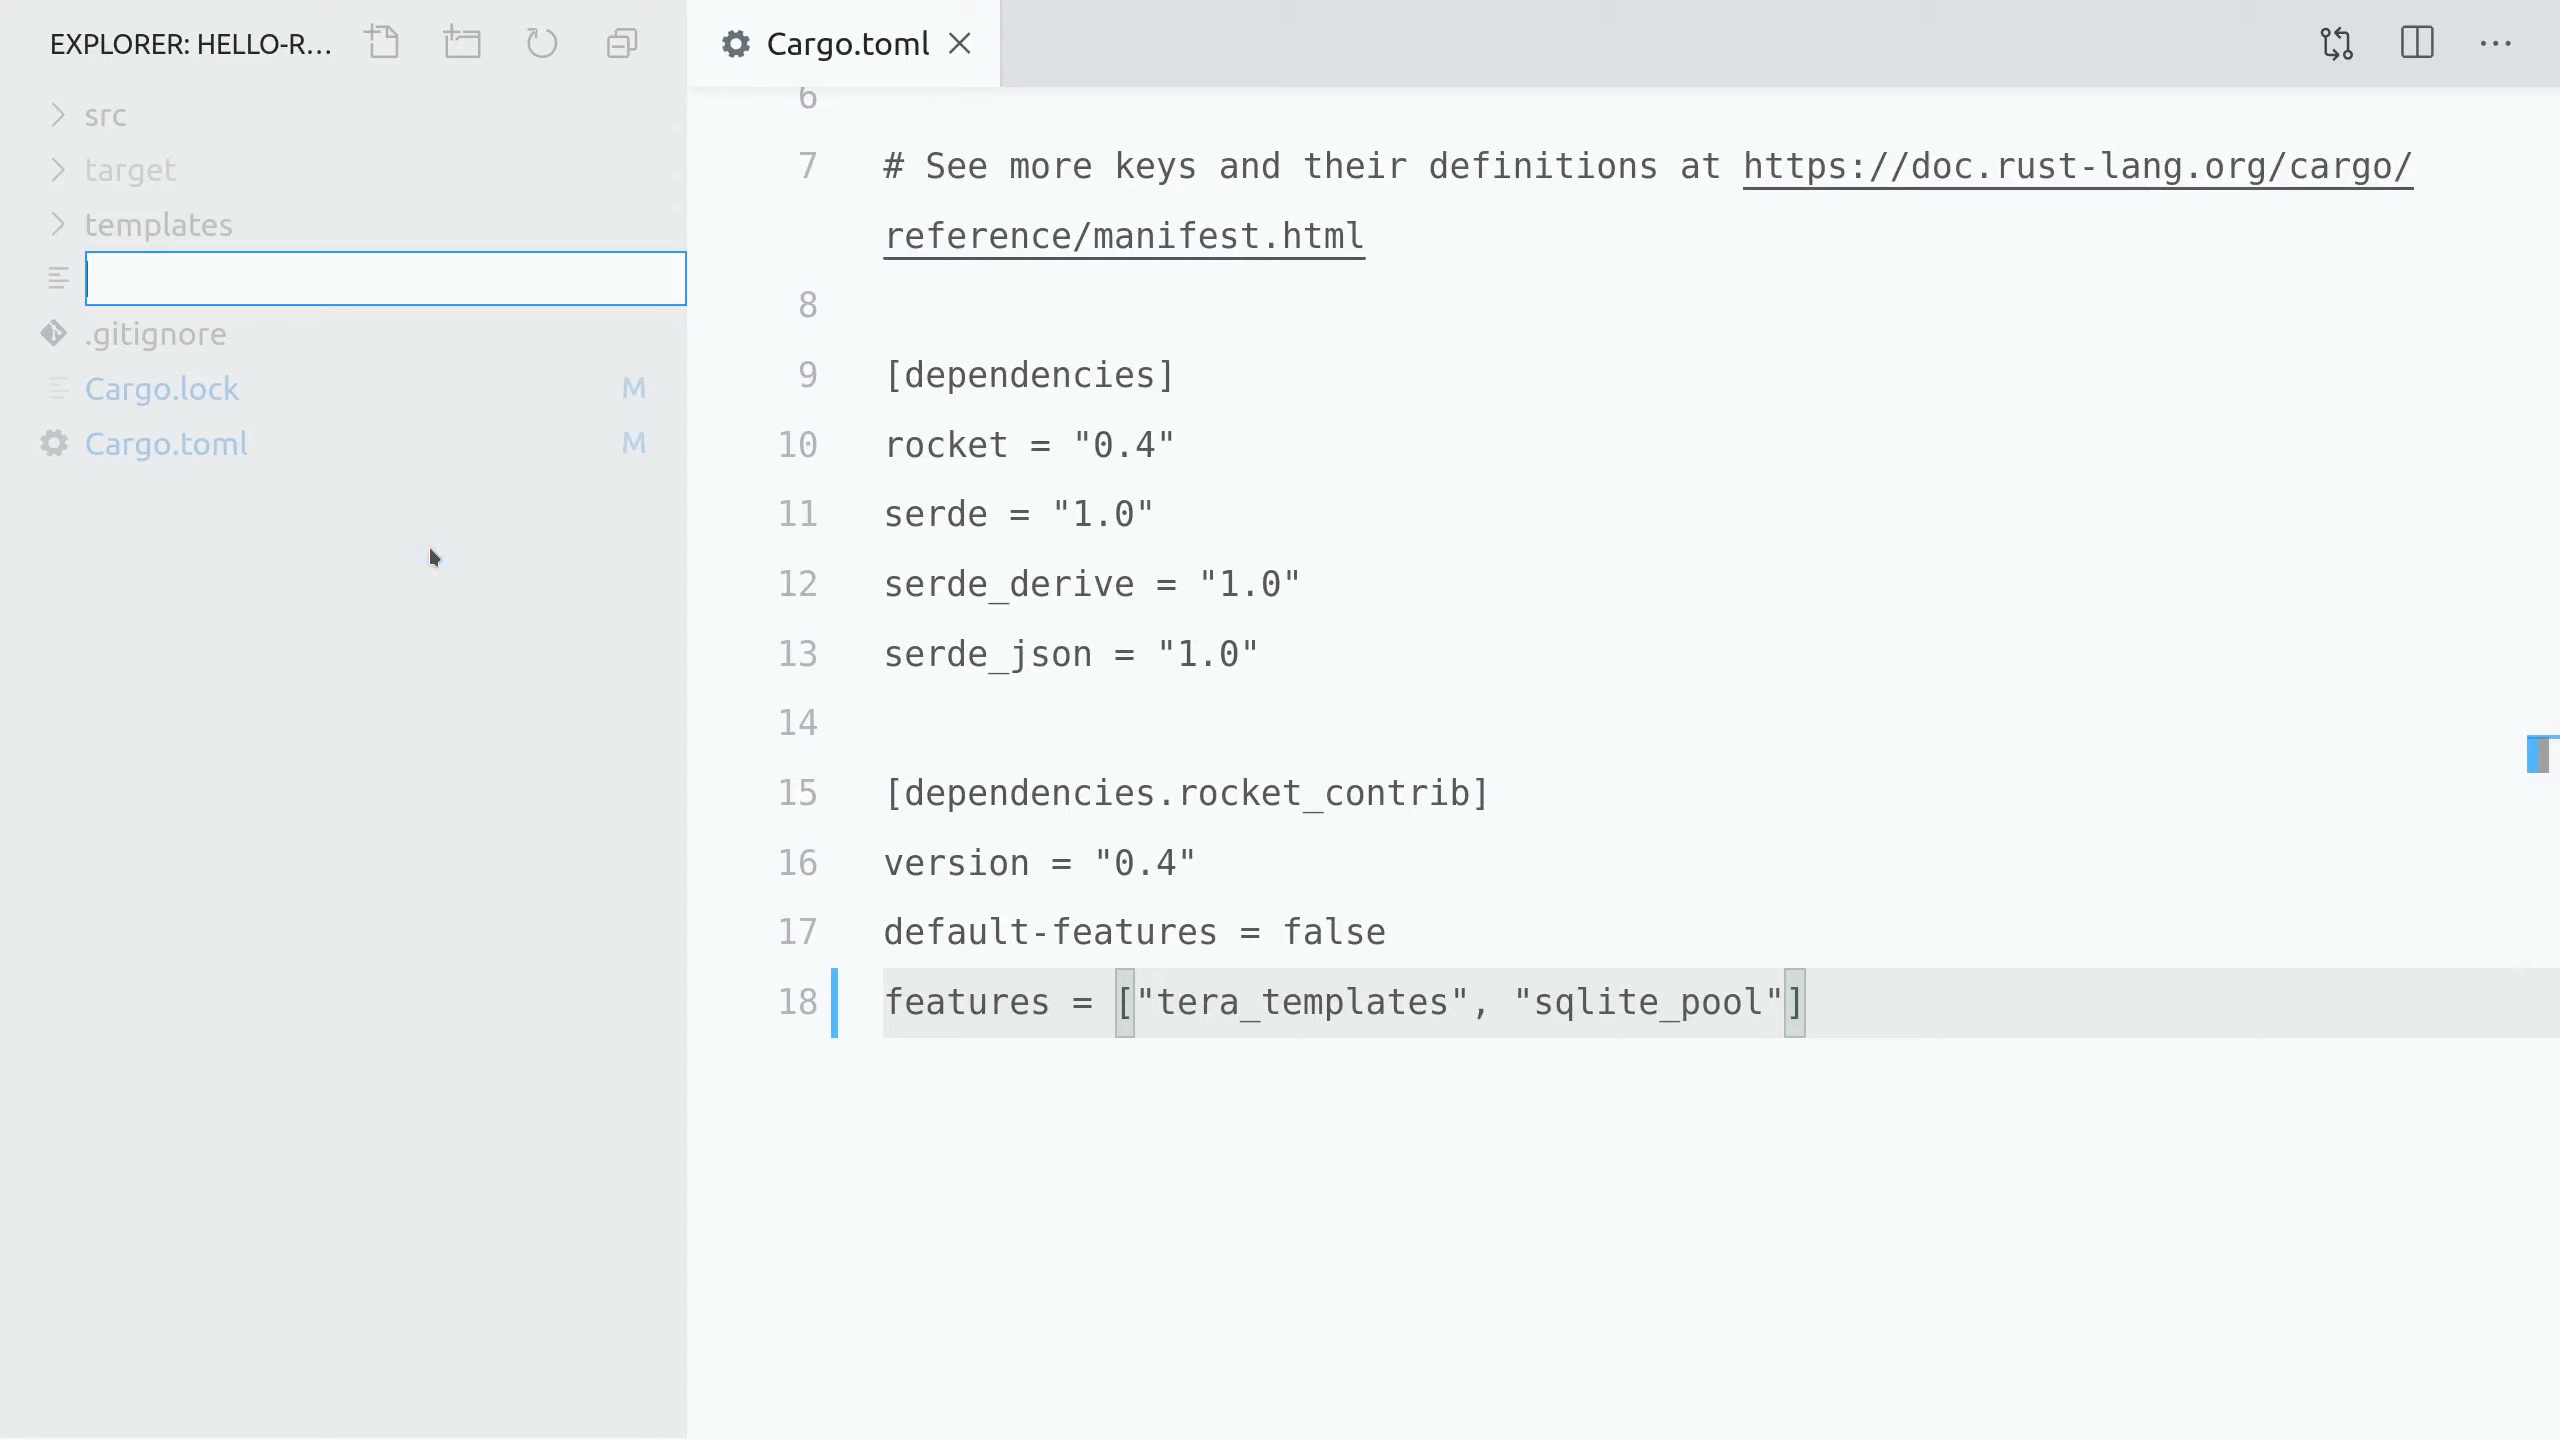 EXPLORER: HELLO-R...
src
target
templates
.gitignore
Cargo.lock M
Cargo.toml M
Cargo.toml
6
7 # See more keys and their definitions at https://doc.rust-lang.org/cargo/
reference/manifest.html
8
9 [dependencies]
10 rocket = "0.4"
11 serde = "1.0"
12 serde_derive = "1.0"
13 serde_json = "1.0"
14
15 [dependencies.rocket_contrib]
16 version = "0.4"
17 default-features = false
18 features = ["tera_templates", "sqlite_pool"]